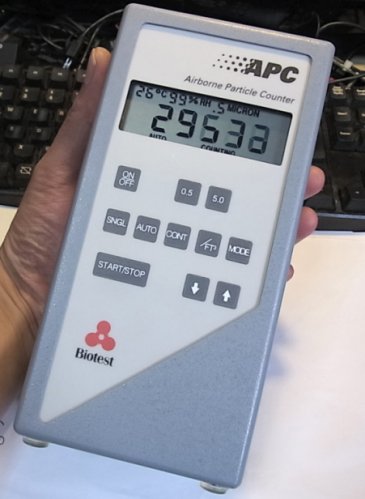 APC
Airborne Particle Counter
26°C 99%RH .5 MICRON
AUTO COUNTING
ON OFF
0.5 5.0
SNGL AUTO CONT /FT³ MODE
START/STOP
Biotest